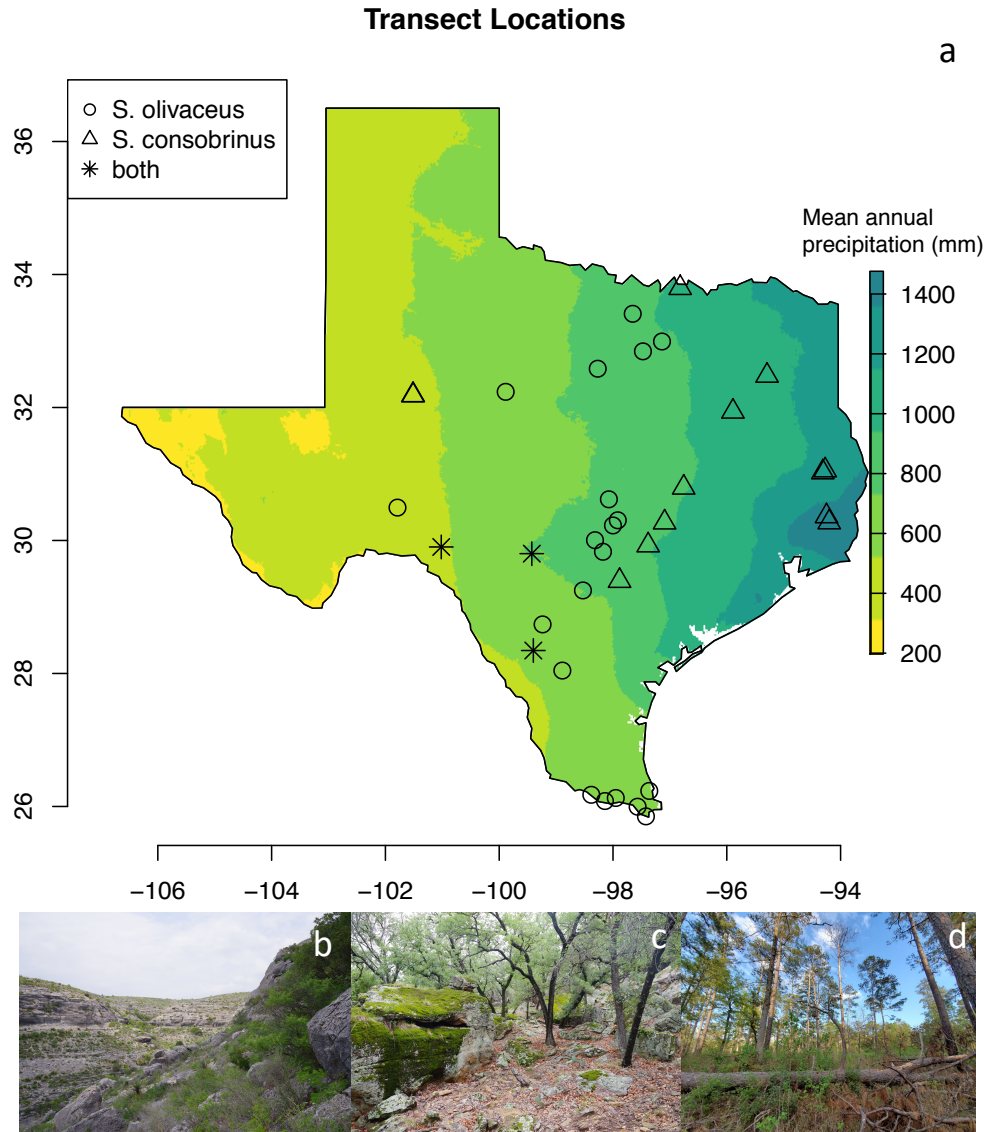 Transect Locations
a
S. olivaceus
S. consobrinus
both
Mean annual
precipitation (mm)
1400
1200
1000
800
600
400
200
36
34
32
30
28
26
−106 −104 −102 −100 −98 −96 −94
b c d